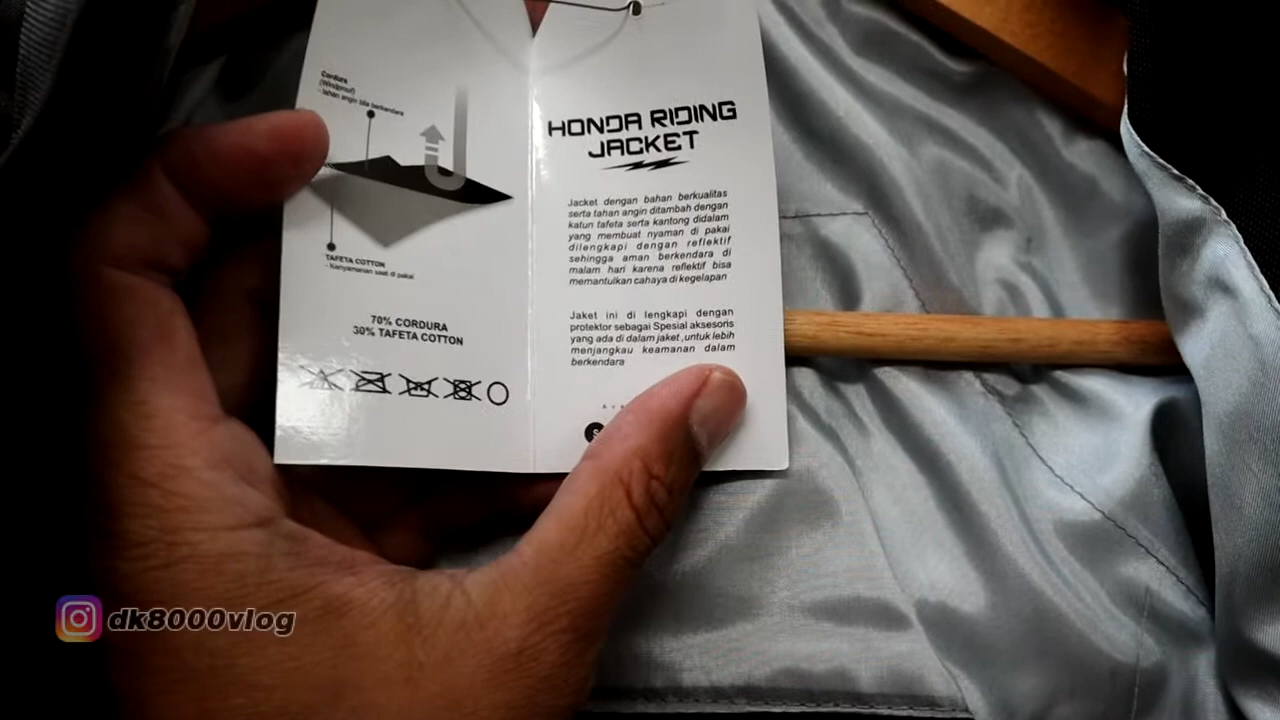 Cordura
(Windproof)
- tahan angin bila berkendara
TAFETA COTTON
- Kanyamanan saat di pakai
70% CORDURA
30% TAFETA COTTON
HONDA RIDING
JACKET
Jacket dengan bahan berkualitas
serta tahan angin ditambah dengan
katun tafeta serta kantong didalam
yang membuat nyaman di pakai
dilengkapi dengan reflektif
sehingga aman berkendara di
malam hari karena reflektif bisa
memantulkan cahaya di kegelapan
Jaket ini di lengkapi dengan
protektor sebagai Spesial aksesoris
yang ada di dalam jaket ,untuk lebih
menjangkau keamanan dalam
berkendara
dk8000vlog